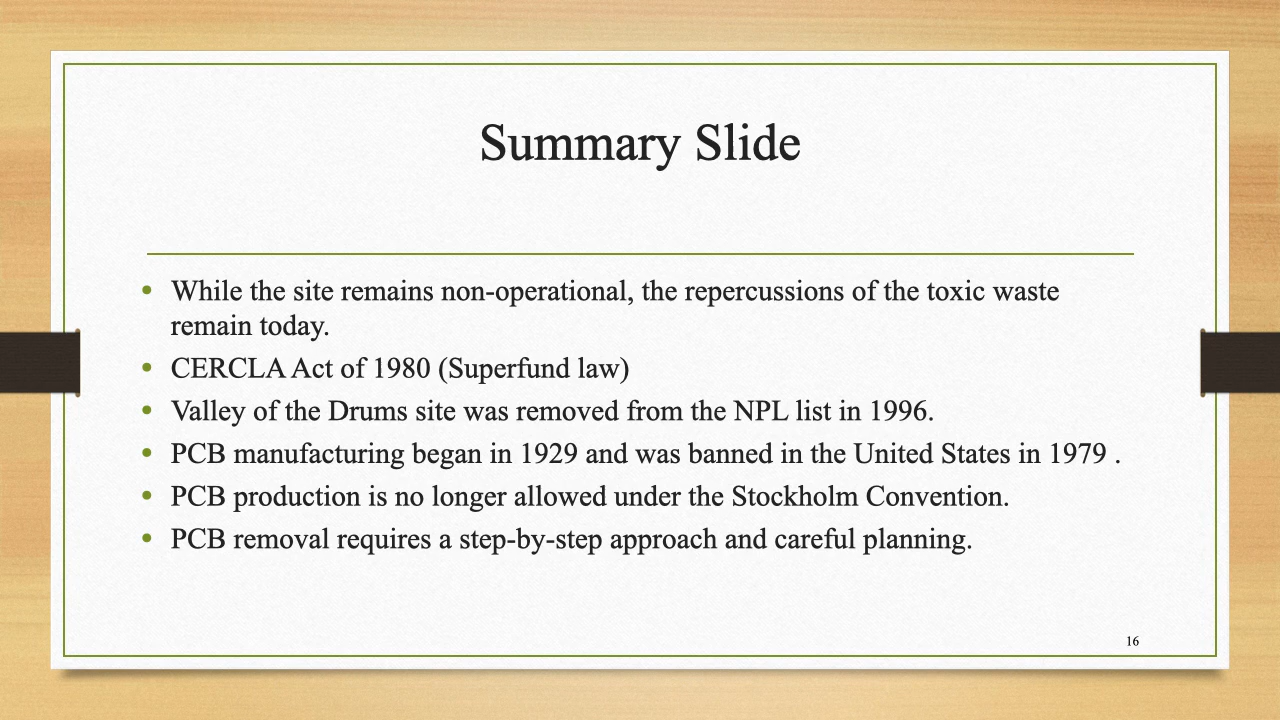 Summary Slide
• While the site remains non-operational, the repercussions of the toxic waste
remain today.
• CERCLA Act of 1980 (Superfund law)
• Valley of the Drums site was removed from the NPL list in 1996.
• PCB manufacturing began in 1929 and was banned in the United States in 1979 .
• PCB production is no longer allowed under the Stockholm Convention.
• PCB removal requires a step-by-step approach and careful planning.
16